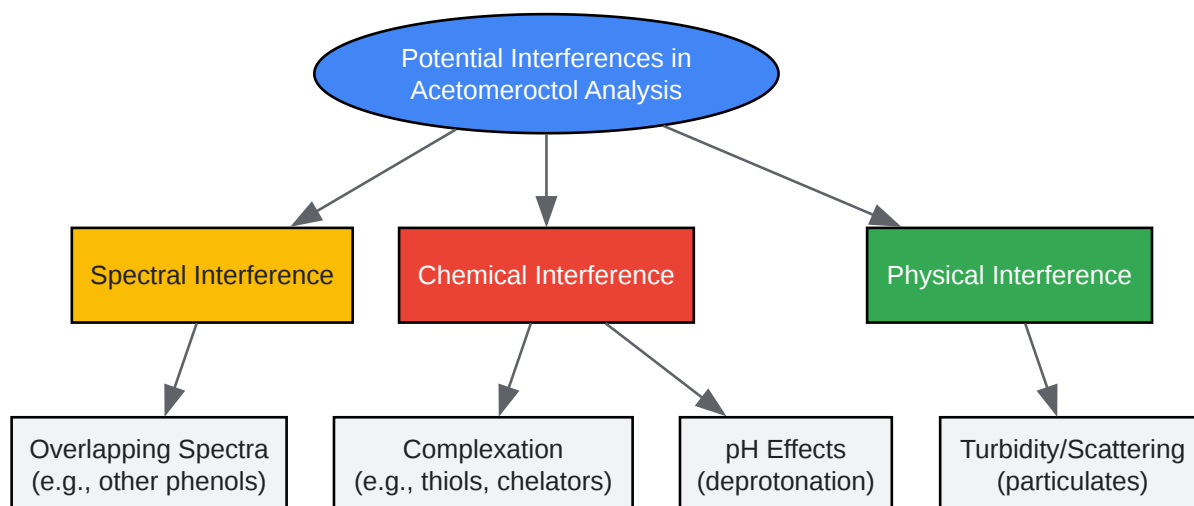 Potential Interferences in
Acetomeroctol Analysis
Spectral Interference
Chemical Interference
Physical Interference
Overlapping Spectra
(e.g., other phenols)
Complexation
(e.g., thiols, chelators)
pH Effects
(deprotonation)
Turbidity/Scattering
(particulates)